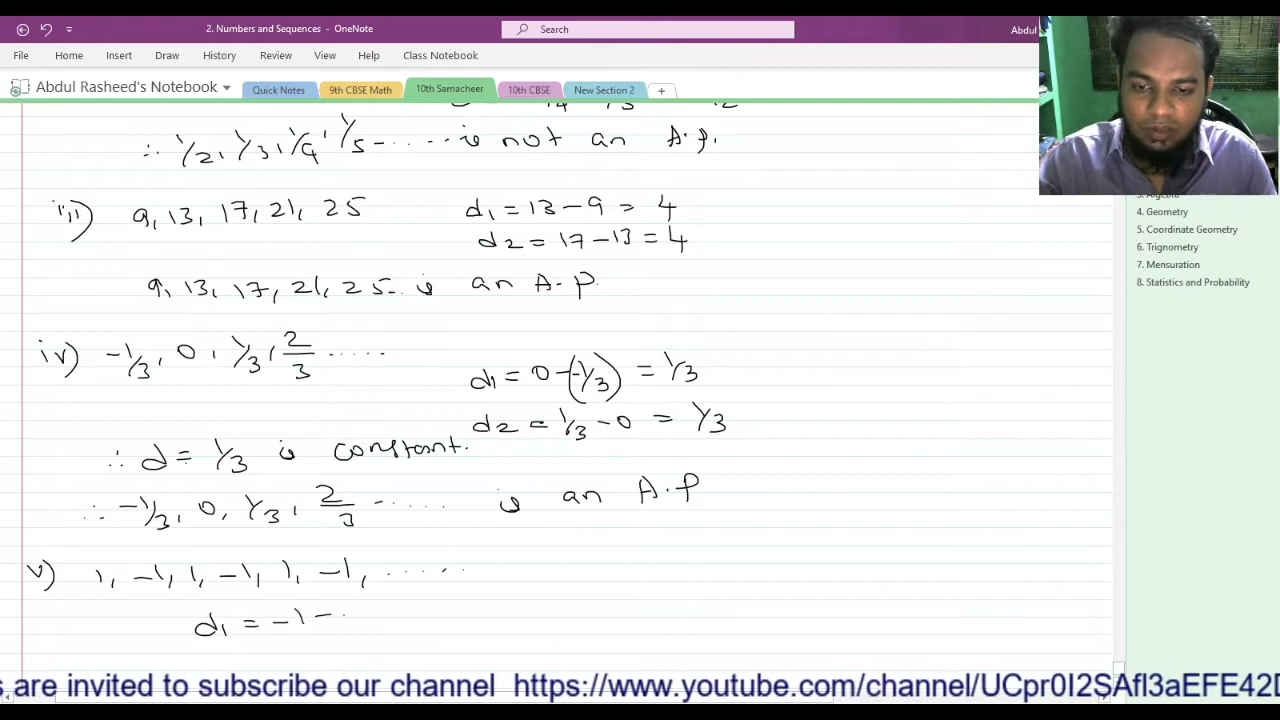 2. Numbers and Sequences - OneNote
Search
Abdul
File Home Insert Draw History Review View Help Class Notebook
Abdul Rasheed's Notebook
Quick Notes 9th CBSE Math 10th Samacheer 10th CBSE New Section 2
∴ 1/2, 1/3, 1/4, 1/5 ...... is not an A.P.
iii) 9, 13, 17, 21, 25 d1 = 13 - 9 = 4
d2 = 17 - 13 = 4
9, 13, 17, 21, 25... is an A.P.
iv) -1/3, 0, 1/3, 2/3 .....
d1 = 0 - (-1/3) = 1/3
d2 = 1/3 - 0 = 1/3
∴ d = 1/3 is constant.
∴ -1/3, 0, 1/3, 2/3 ..... is an A.P
v) 1, -1, 1, -1, 1, -1, .....
d1 = -1 -
4. Geometry
5. Coordinate Geometry
6. Trignometry
7. Mensuration
8. Statistics and Probability
s are invited to subscribe our channel https://www.youtube.com/channel/UCpr0I2SAfl3aEFE42D